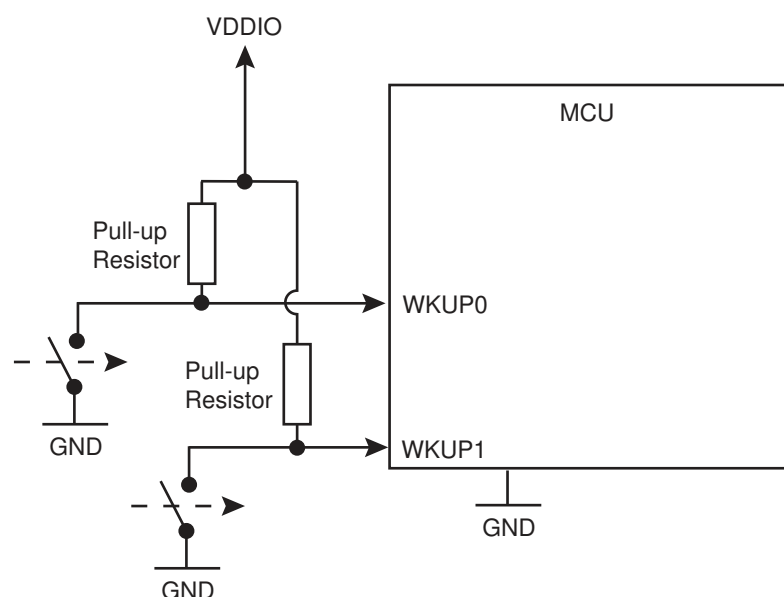 VDDIO
MCU
Pull-up
Resistor
WKUP0
Pull-up
Resistor
GND
WKUP1
GND
GND